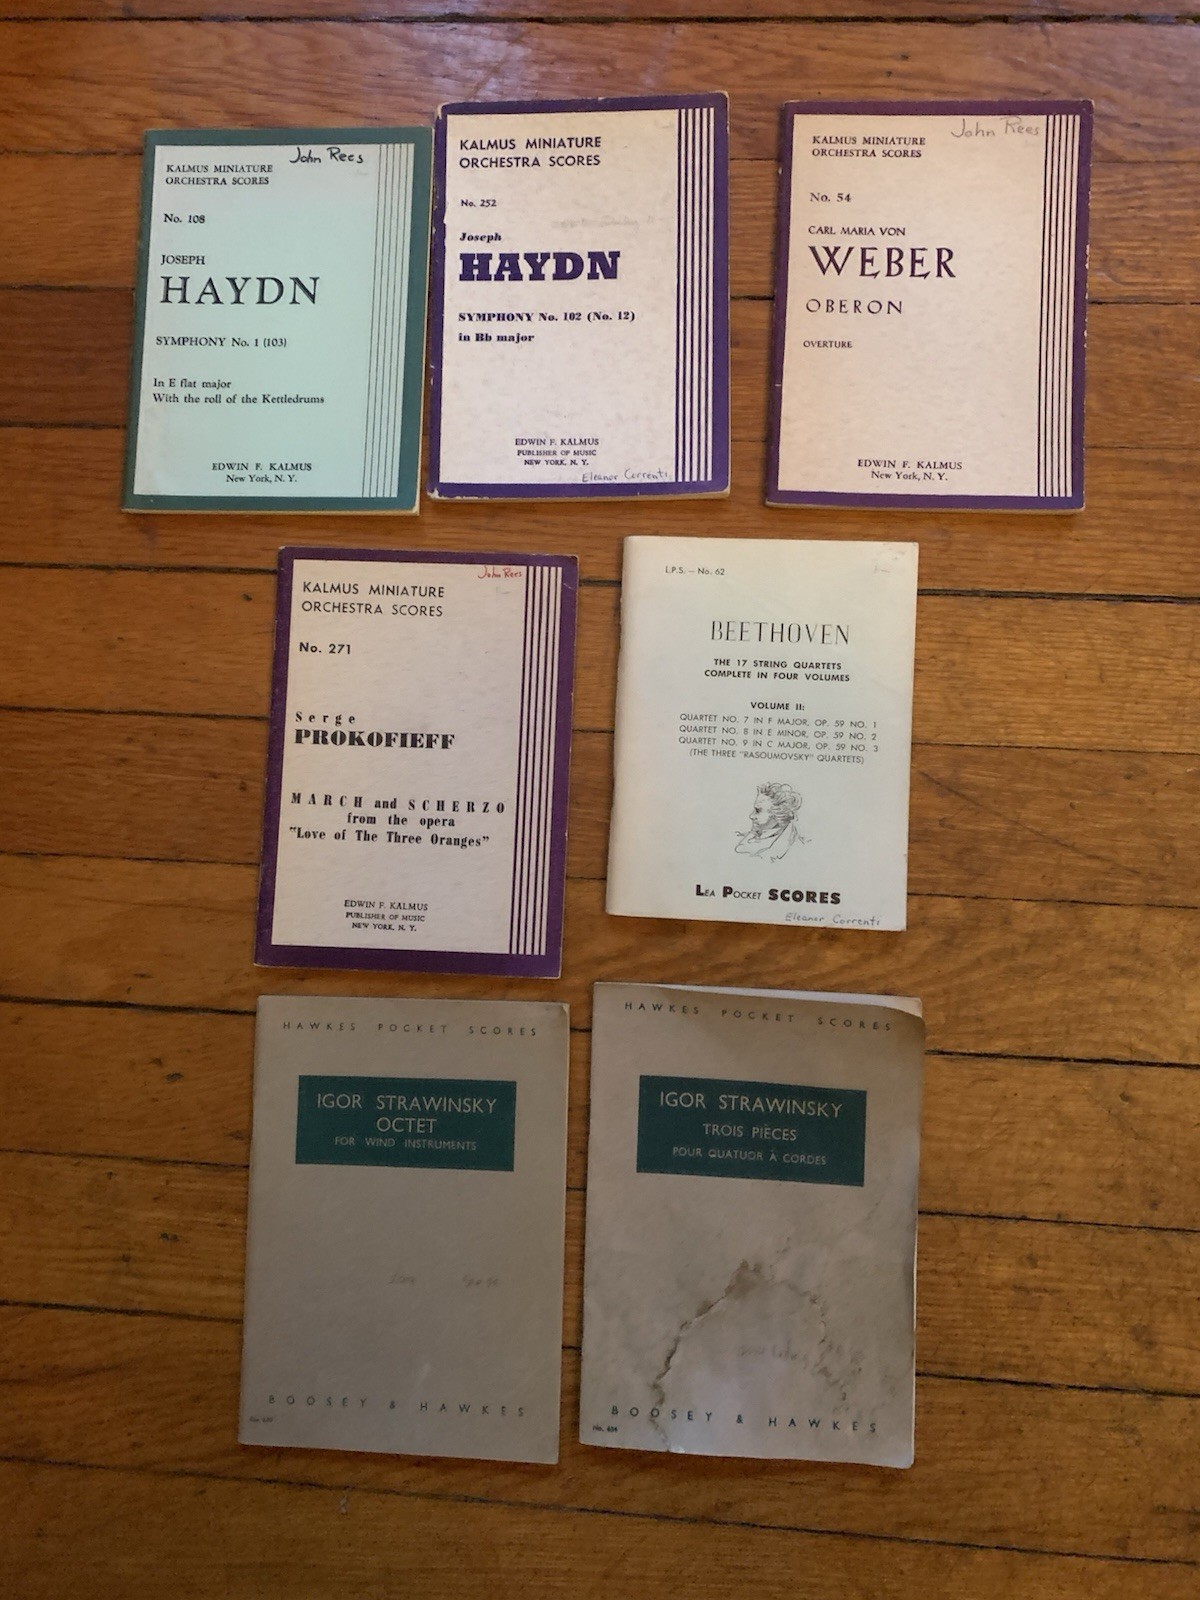 John Rees
KALMUS MINIATURE
ORCHESTRA SCORES
No. 108
JOSEPH
HAYDN
SYMPHONY No. 1 (103)
In E flat major
With the roll of the Kettledrums
EDWIN F. KALMUS
New York, N. Y.
KALMUS MINIATURE
ORCHESTRA SCORES
No. 252
Joseph
HAYDN
SYMPHONY No. 102 (No. 12)
in Bb major
EDWIN F. KALMUS
PUBLISHER OF MUSIC
NEW YORK, N. Y.
Eleanor Correnti
John Rees
KALMUS MINIATURE
ORCHESTRA SCORES
No. 54
CARL MARIA VON
WEBER
OBERON
OVERTURE
EDWIN F. KALMUS
New York, N. Y.
John Rees
KALMUS MINIATURE
ORCHESTRA SCORES
No. 271
Serge
PROKOFIEFF
MARCH and SCHERZO
from the opera
"Love of The Three Oranges"
EDWIN F. KALMUS
PUBLISHER OF MUSIC
NEW YORK, N. Y.
L.P.S. – No. 62
BEETHOVEN
THE 17 STRING QUARTETS
COMPLETE IN FOUR VOLUMES
VOLUME II:
QUARTET NO. 7 IN F MAJOR, OP. 59 NO. 1
QUARTET NO. 8 IN E MINOR, OP. 59 NO. 2
QUARTET NO. 9 IN C MAJOR, OP. 59 NO. 3
(THE THREE "RASOUMOVSKY" QUARTETS)
LEA POCKET SCORES
Eleanor Correnti
HAWKES POCKET SCORES
IGOR STRAWINSKY
OCTET
FOR WIND INSTRUMENTS
BOOSEY & HAWKES
HAWKES POCKET SCORES
IGOR STRAWINSKY
TROIS PIÈCES
POUR QUATUOR À CORDES
BOOSEY & HAWKES
No. 654